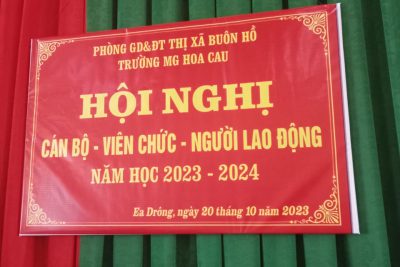 PHÒNG GD&ĐT THỊ XÃ BUÔN HỒ
TRƯỜNG MG HOA CAU
HỘI NGHỊ
CÁN BỘ - VIÊN CHỨC - NGƯỜI LAO ĐỘNG
NĂM HỌC 2023 - 2024
Ea Drông, ngày 20 tháng 10 năm 2023